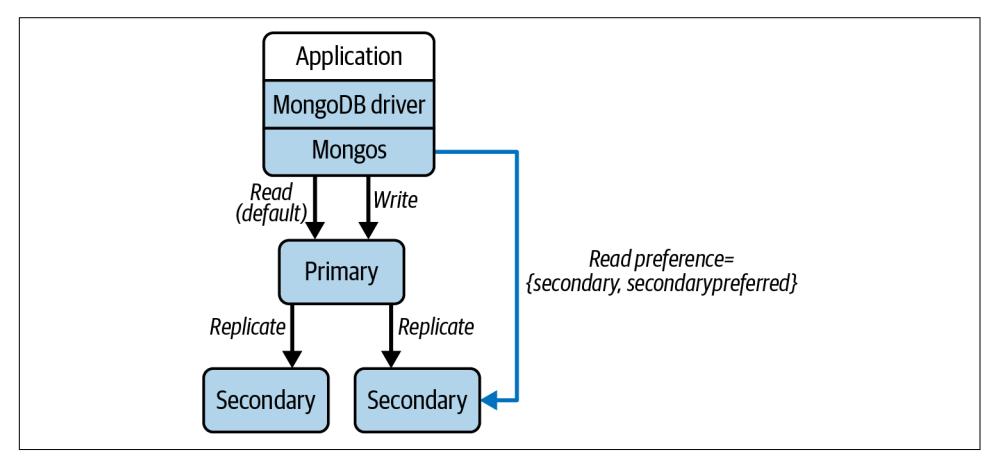 Application
MongoDB driver
Mongos
Read
(default)
Write
Primary
Read preference=
{secondary, secondarypreferred}
Replicate
Replicate
Secondary
Secondary